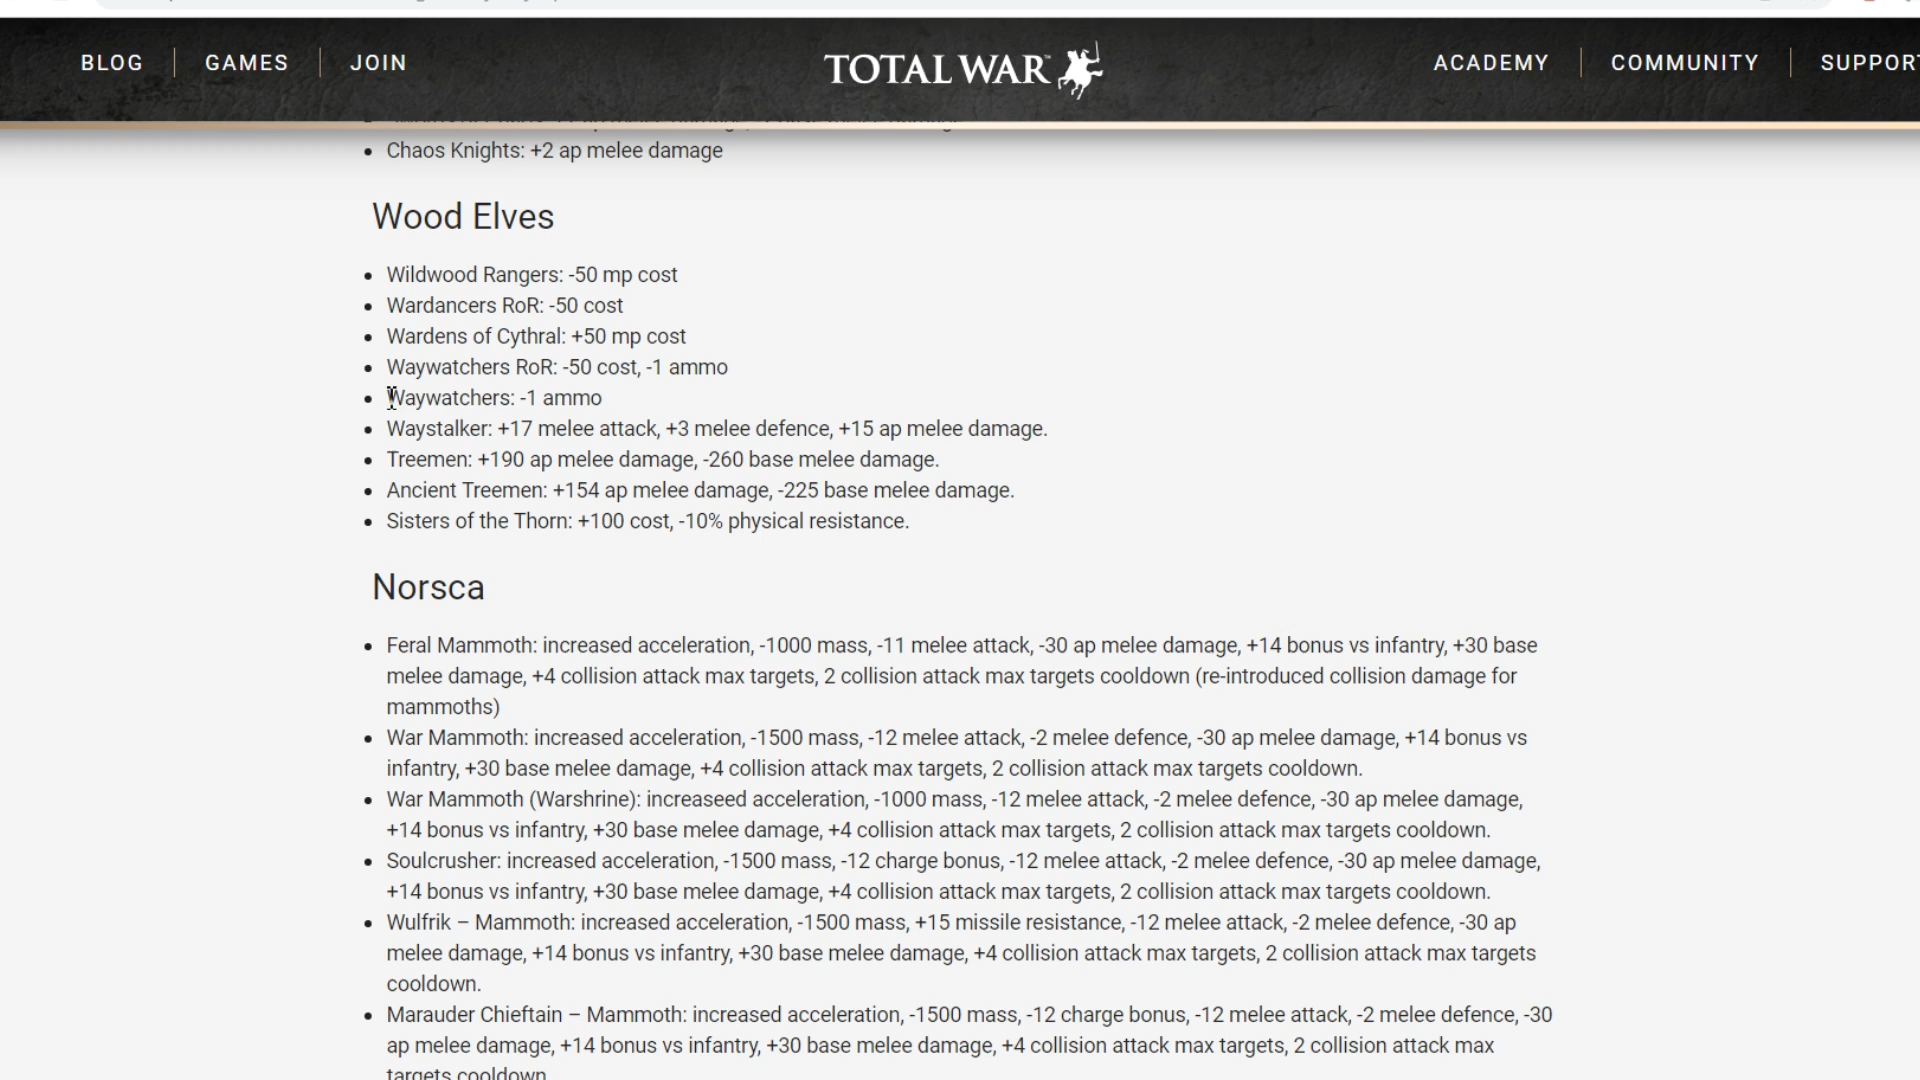 BLOG GAMES JOIN TOTAL WAR ACADEMY COMMUNITY SUPPORT
Chaos Knights: +2 ap melee damage
Wood Elves
Wildwood Rangers: -50 mp cost
Wardancers RoR: -50 cost
Wardens of Cythral: +50 mp cost
Waywatchers RoR: -50 cost, -1 ammo
Waywatchers: -1 ammo
Waystalker: +17 melee attack, +3 melee defence, +15 ap melee damage.
Treemen: +190 ap melee damage, -260 base melee damage.
Ancient Treemen: +154 ap melee damage, -225 base melee damage.
Sisters of the Thorn: +100 cost, -10% physical resistance.
Norsca
Feral Mammoth: increased acceleration, -1000 mass, -11 melee attack, -30 ap melee damage, +14 bonus vs infantry, +30 base
melee damage, +4 collision attack max targets, 2 collision attack max targets cooldown (re-introduced collision damage for
mammoths)
War Mammoth: increased acceleration, -1500 mass, -12 melee attack, -2 melee defence, -30 ap melee damage, +14 bonus vs
infantry, +30 base melee damage, +4 collision attack max targets, 2 collision attack max targets cooldown.
War Mammoth (Warshrine): increaseed acceleration, -1000 mass, -12 melee attack, -2 melee defence, -30 ap melee damage,
+14 bonus vs infantry, +30 base melee damage, +4 collision attack max targets, 2 collision attack max targets cooldown.
Soulcrusher: increased acceleration, -1500 mass, -12 charge bonus, -12 melee attack, -2 melee defence, -30 ap melee damage,
+14 bonus vs infantry, +30 base melee damage, +4 collision attack max targets, 2 collision attack max targets cooldown.
Wulfrik – Mammoth: increased acceleration, -1500 mass, +15 missile resistance, -12 melee attack, -2 melee defence, -30 ap
melee damage, +14 bonus vs infantry, +30 base melee damage, +4 collision attack max targets, 2 collision attack max targets
cooldown.
Marauder Chieftain – Mammoth: increased acceleration, -1500 mass, -12 charge bonus, -12 melee attack, -2 melee defence, -30
ap melee damage, +14 bonus vs infantry, +30 base melee damage, +4 collision attack max targets, 2 collision attack max
targets cooldown